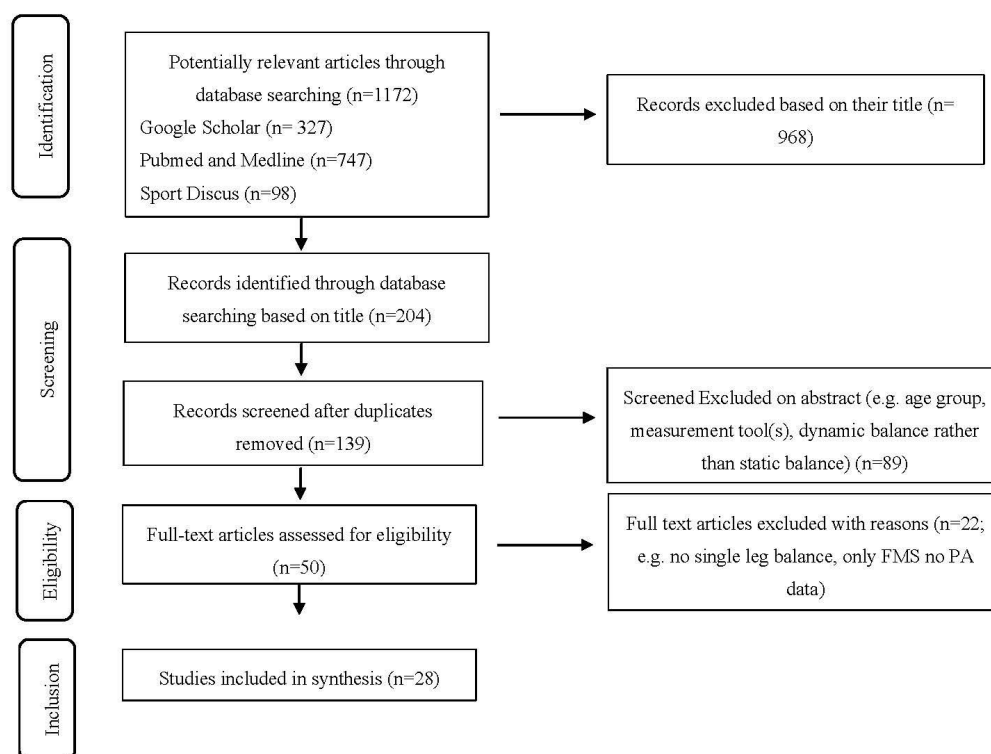 Identification
Potentially relevant articles through
database searching (n=1172)
Google Scholar (n= 327)
Pubmed and Medline (n=747)
Sport Discus (n=98)
Records excluded based on their title (n=
968)
Screening
Records identified through database
searching based on title (n=204)
Records screened after duplicates
removed (n=139)
Screened Excluded on abstract (e.g. age group,
measurement tool(s), dynamic balance rather
than static balance) (n=89)
Eligibility
Full-text articles assessed for eligibility
(n=50)
Full text articles excluded with reasons (n=22;
e.g. no single leg balance, only FMS no PA
data)
Inclusion
Studies included in synthesis (n=28)